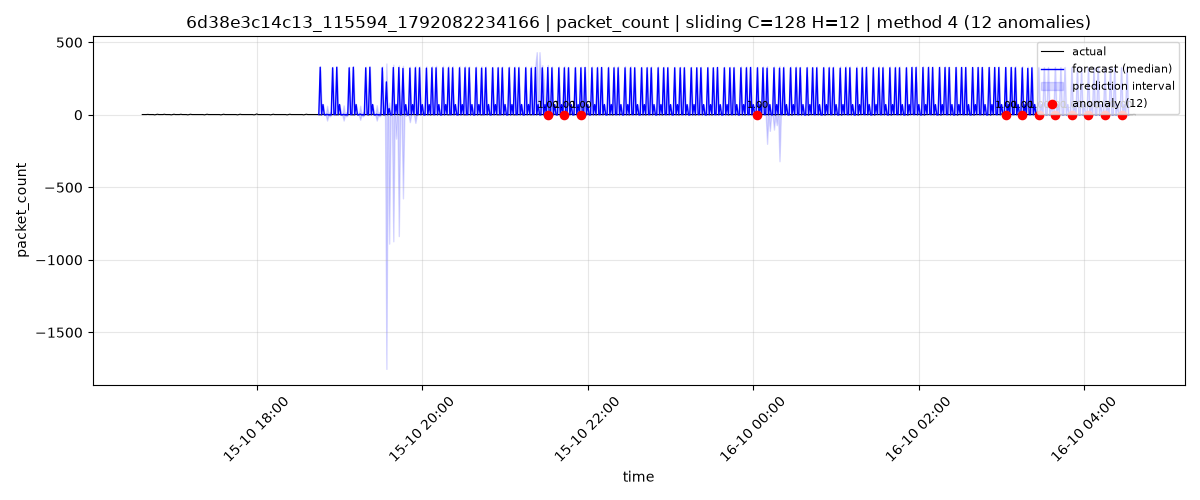 6d38e3c14c13_115594_1792082234166 | packet_count | sliding C=128 H=12 | method 4 (12 anomalies)
500
0
−500
−1000
−1500
packet_count
actual
forecast (median)
prediction interval
anomaly (12)
1.00
15-10 18:00
15-10 20:00
15-10 22:00
16-10 00:00
16-10 02:00
16-10 04:00
time